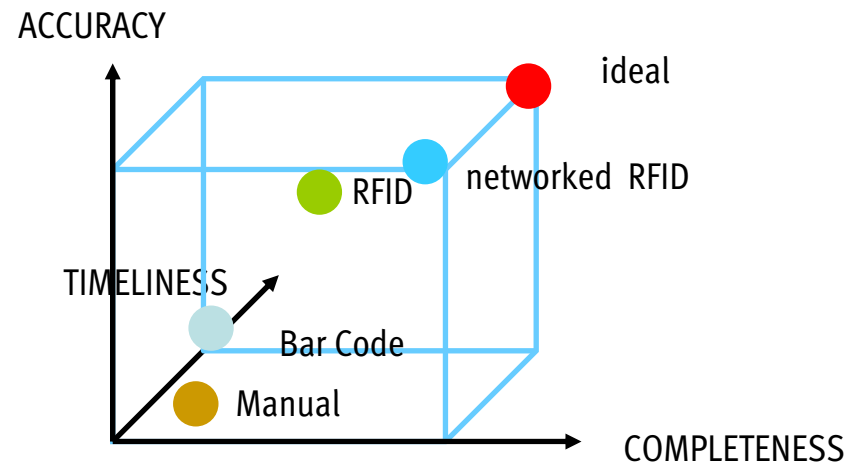 ACCURACY
ideal
networked RFID
RFID
TIMELINESS
Bar Code
Manual
COMPLETENESS